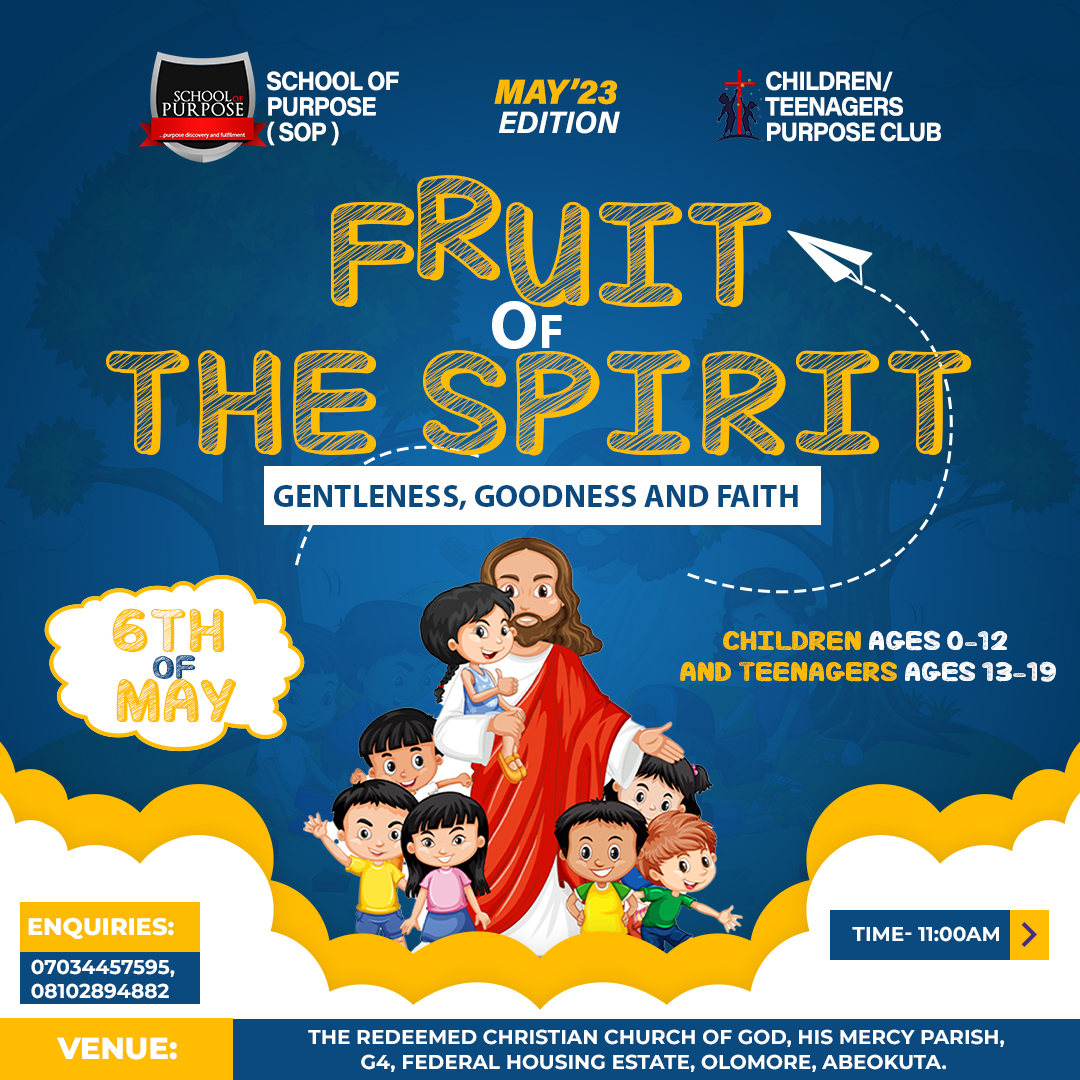 SCHOOL OF PURPOSE
...purpose discovery and fulfilment
SCHOOL OF
PURPOSE
( SOP )
MAY'23
EDITION
CHILDREN/
TEENAGERS
PURPOSE CLUB
FRUIT
OF
THE SPIRIT
GENTLENESS, GOODNESS AND FAITH
6TH
OF
MAY
CHILDREN AGES 0-12
AND TEENAGERS AGES 13-19
ENQUIRIES:
07034457595,
08102894882
TIME- 11:00AM
VENUE:
THE REDEEMED CHRISTIAN CHURCH OF GOD, HIS MERCY PARISH,
G4, FEDERAL HOUSING ESTATE, OLOMORE, ABEOKUTA.